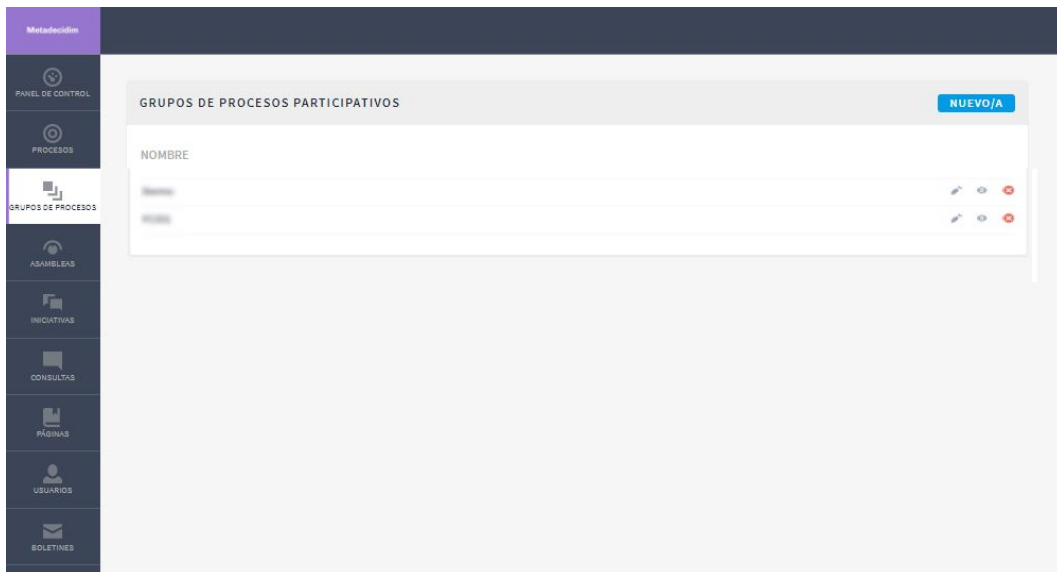 Metadecidim
PANEL DE CONTROL
PROCESOS
GRUPOS DE PROCESOS
ASAMBLEAS
INICIATIVAS
CONSULTAS
PÁGINAS
USUARIOS
BOLETINES
GRUPOS DE PROCESOS PARTICIPATIVOS
NUEVO/A
NOMBRE